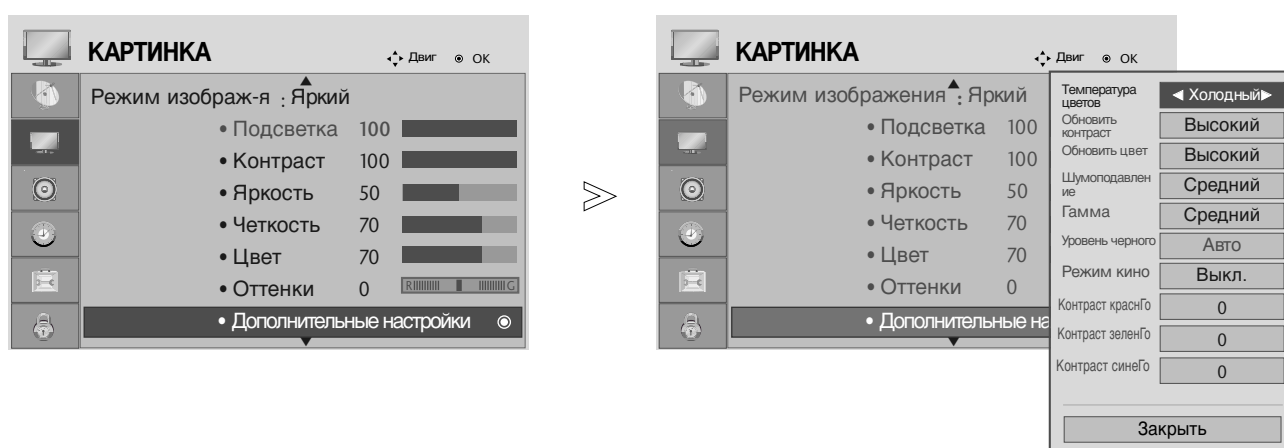 КАРТИНКА
Двиг
ОК
Режим изображ-я : Яркий
• Подсветка 100
• Контраст 100
• Яркость 50
• Четкость 70
• Цвет 70
• Оттенки 0
R G
• Дополнительные настройки
КАРТИНКА
Двиг
ОК
Режим изображения : Яркий
• Подсветка 100
• Контраст 100
• Яркость 50
• Четкость 70
• Цвет 70
• Оттенки 0
• Дополнительные на
Температура
цветов
◄ Холодный►
Обновить
контраст
Высокий
Обновить цвет
Высокий
Шумоподавлен
ие
Средний
Гамма
Средний
Уровень черного
Авто
Режим кино
Выкл.
Контраст краснГо
0
Контраст зеленГо
0
Контраст синеГо
0
Закрыть